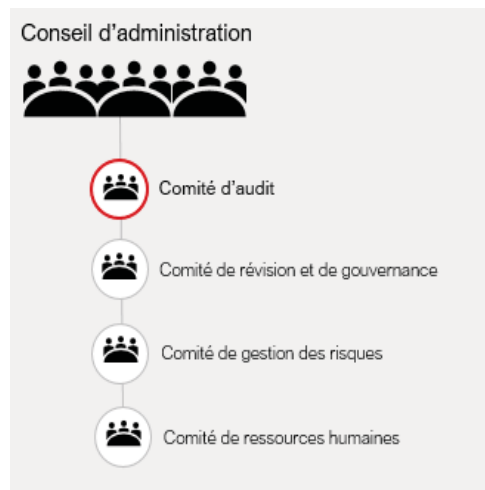 Conseil d'administration
Comité d'audit
Comité de révision et de gouvernance
Comité de gestion des risques
Comité de ressources humaines